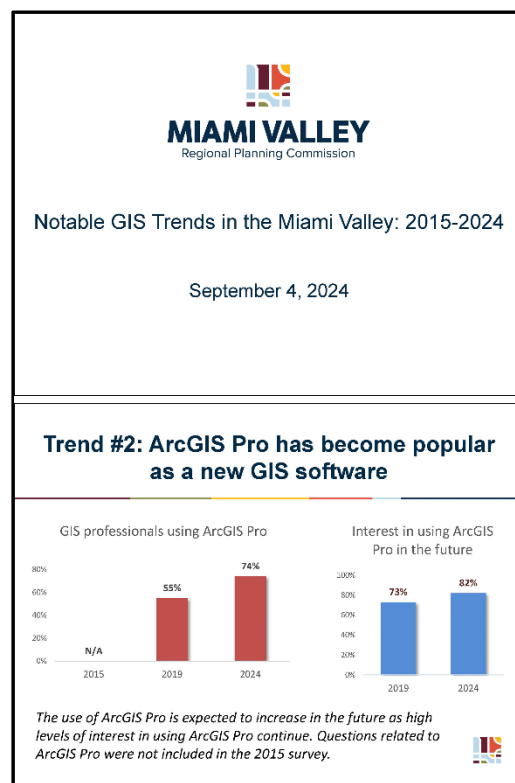 MIAMI VALLEY
Regional Planning Commission
Notable GIS Trends in the Miami Valley: 2015-2024
September 4, 2024
Trend #2: ArcGIS Pro has become popular
as a new GIS software
GIS professionals using ArcGIS Pro
80%
60%
40%
20%
0%
N/A
55%
74%
2015
2019
2024
Interest in using ArcGIS
Pro in the future
100%
80%
60%
40%
20%
0%
73%
82%
2019
2024
The use of ArcGIS Pro is expected to increase in the future as high
levels of interest in using ArcGIS Pro continue. Questions related to
ArcGIS Pro were not included in the 2015 survey.